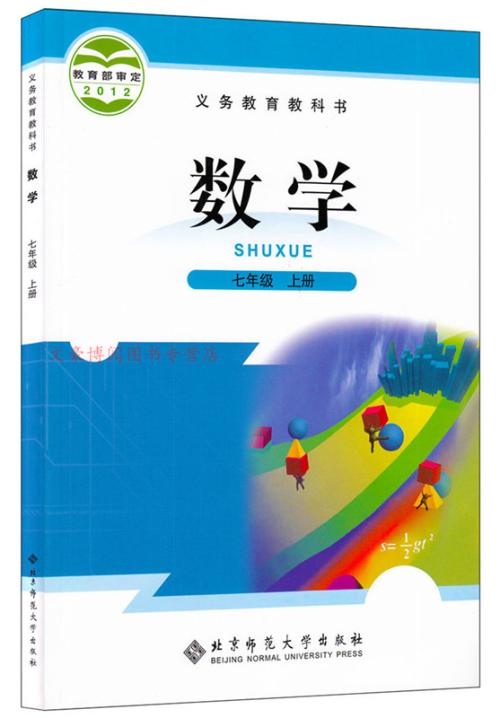 教育部审定
2012
义务教育教科书
数学
SHUXUE
七年级 上册
义务教育教科书
数学
七年级 上册
文豪博阅图书专营店
s=1/2gt²
北京师范大学出版社
北京师范大学出版社
BEIJING NORMAL UNIVERSITY PRESS